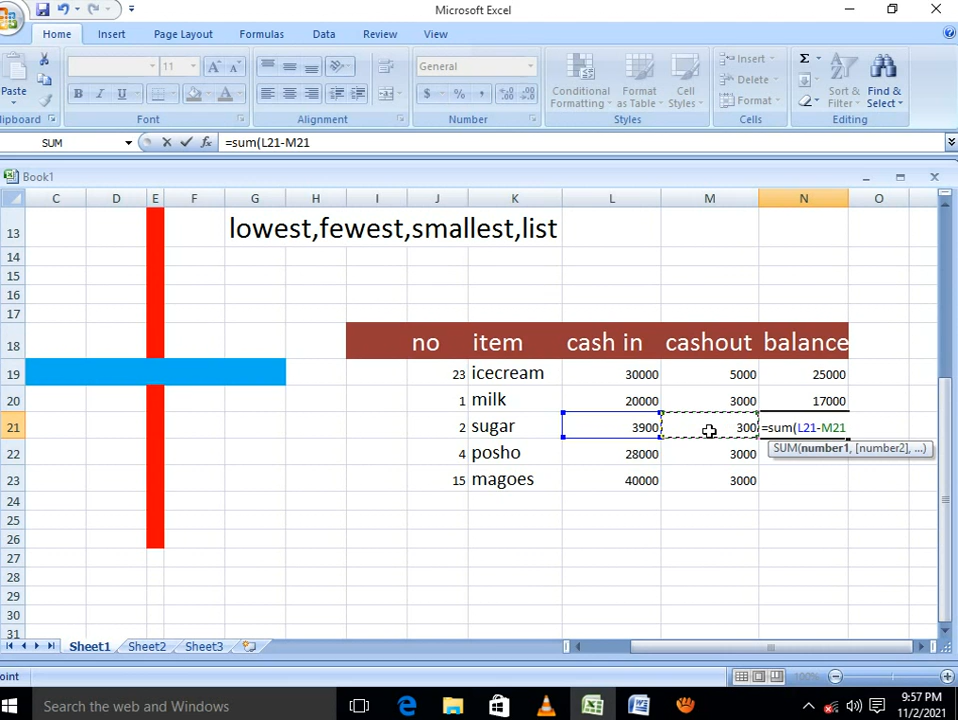 Microsoft Excel
Home Insert Page Layout Formulas Data Review View
Paste
11
General
B I U
A
$ % ,
Conditional Formatting
Format as Table
Cell Styles
Insert
Delete
Format
Σ
Sort & Filter
Find & Select
Clipboard Font Alignment Number Styles Cells Editing
SUM fx =sum(L21-M21
Book1
C D E F G H I J K L M N O
13 lowest,fewest,smallest,list
14
15
16
17
18 no item cash in cashout balance
19 23 icecream 30000 5000 25000
20 1 milk 20000 3000 17000
21 2 sugar 3900 300 =sum(L21-M21
SUM(number1, [number2], ...)
22 4 posho 28000 3000
23 15 magoes 40000 3000
24
25
26
27
28
29
30
31
Sheet1 Sheet2 Sheet3
oint 100%
Search the web and Windows
9:57 PM
11/2/2021